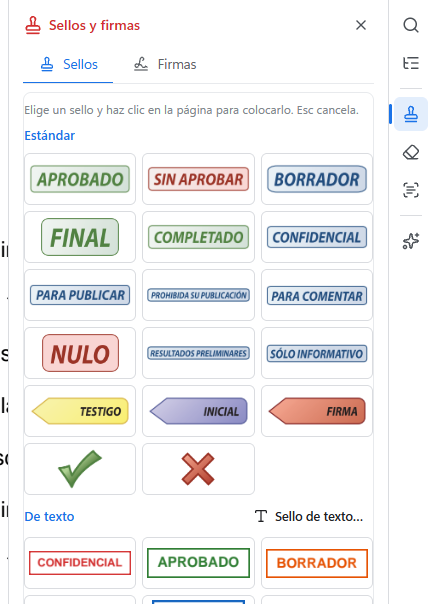 Sellos y firmas
Sellos Firmas
Elige un sello y haz clic en la página para colocarlo. Esc cancela.
Estándar
APROBADO SIN APROBAR BORRADOR
FINAL COMPLETADO CONFIDENCIAL
PARA PUBLICAR PROHIBIDA SU PUBLICACIÓN PARA COMENTAR
NULO RESULTADOS PRELIMINARES SÓLO INFORMATIVO
TESTIGO INICIAL FIRMA
De texto Sello de texto...
CONFIDENCIAL APROBADO BORRADOR